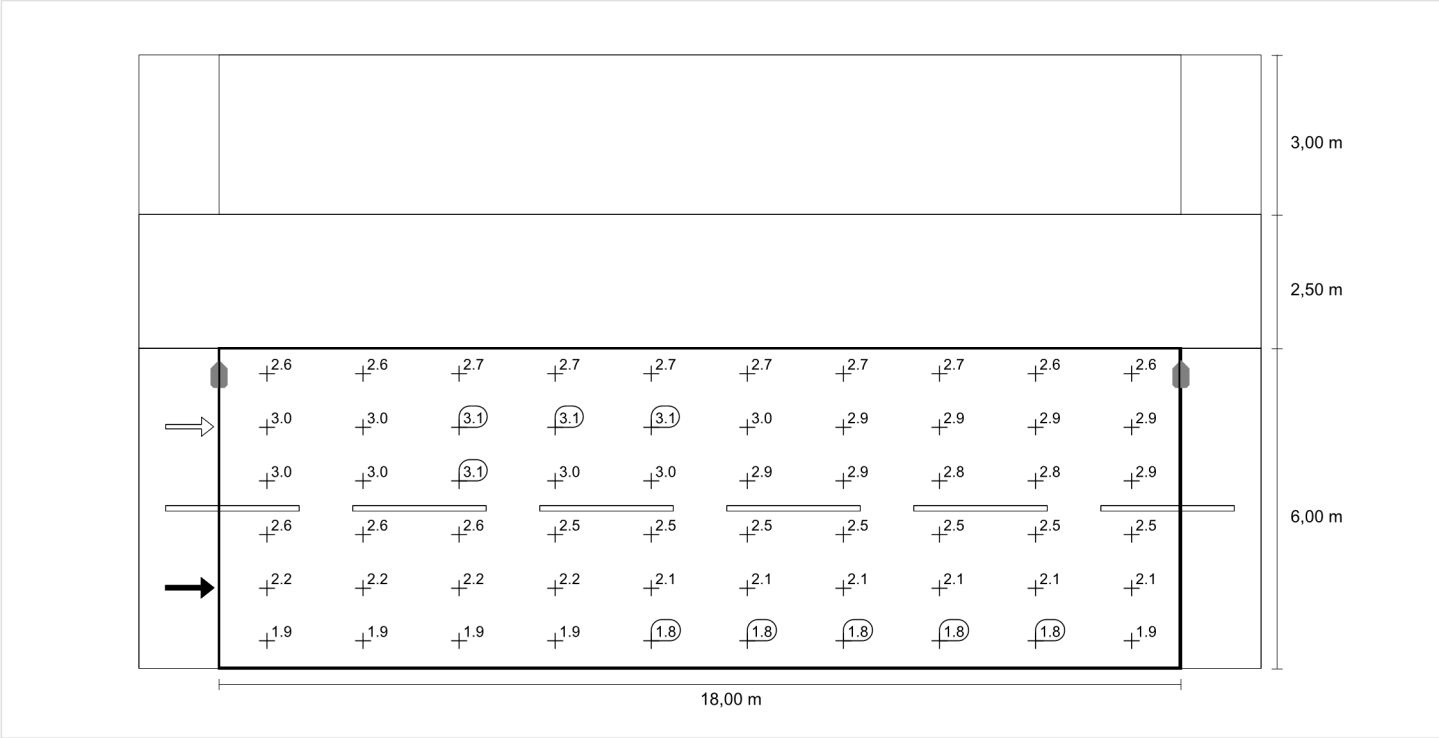 3,00 m
2,50 m
2.6 2.6 2.7 2.7 2.7 2.7 2.7 2.7 2.6 2.6
3.0 3.0 3.1 3.1 3.1 3.0 2.9 2.9 2.9 2.9
3.0 3.0 3.1 3.0 3.0 2.9 2.9 2.8 2.8 2.9
6,00 m
2.6 2.6 2.6 2.5 2.5 2.5 2.5 2.5 2.5 2.5
2.2 2.2 2.2 2.2 2.1 2.1 2.1 2.1 2.1 2.1
1.9 1.9 1.9 1.9 1.8 1.8 1.8 1.8 1.8 1.9
18,00 m